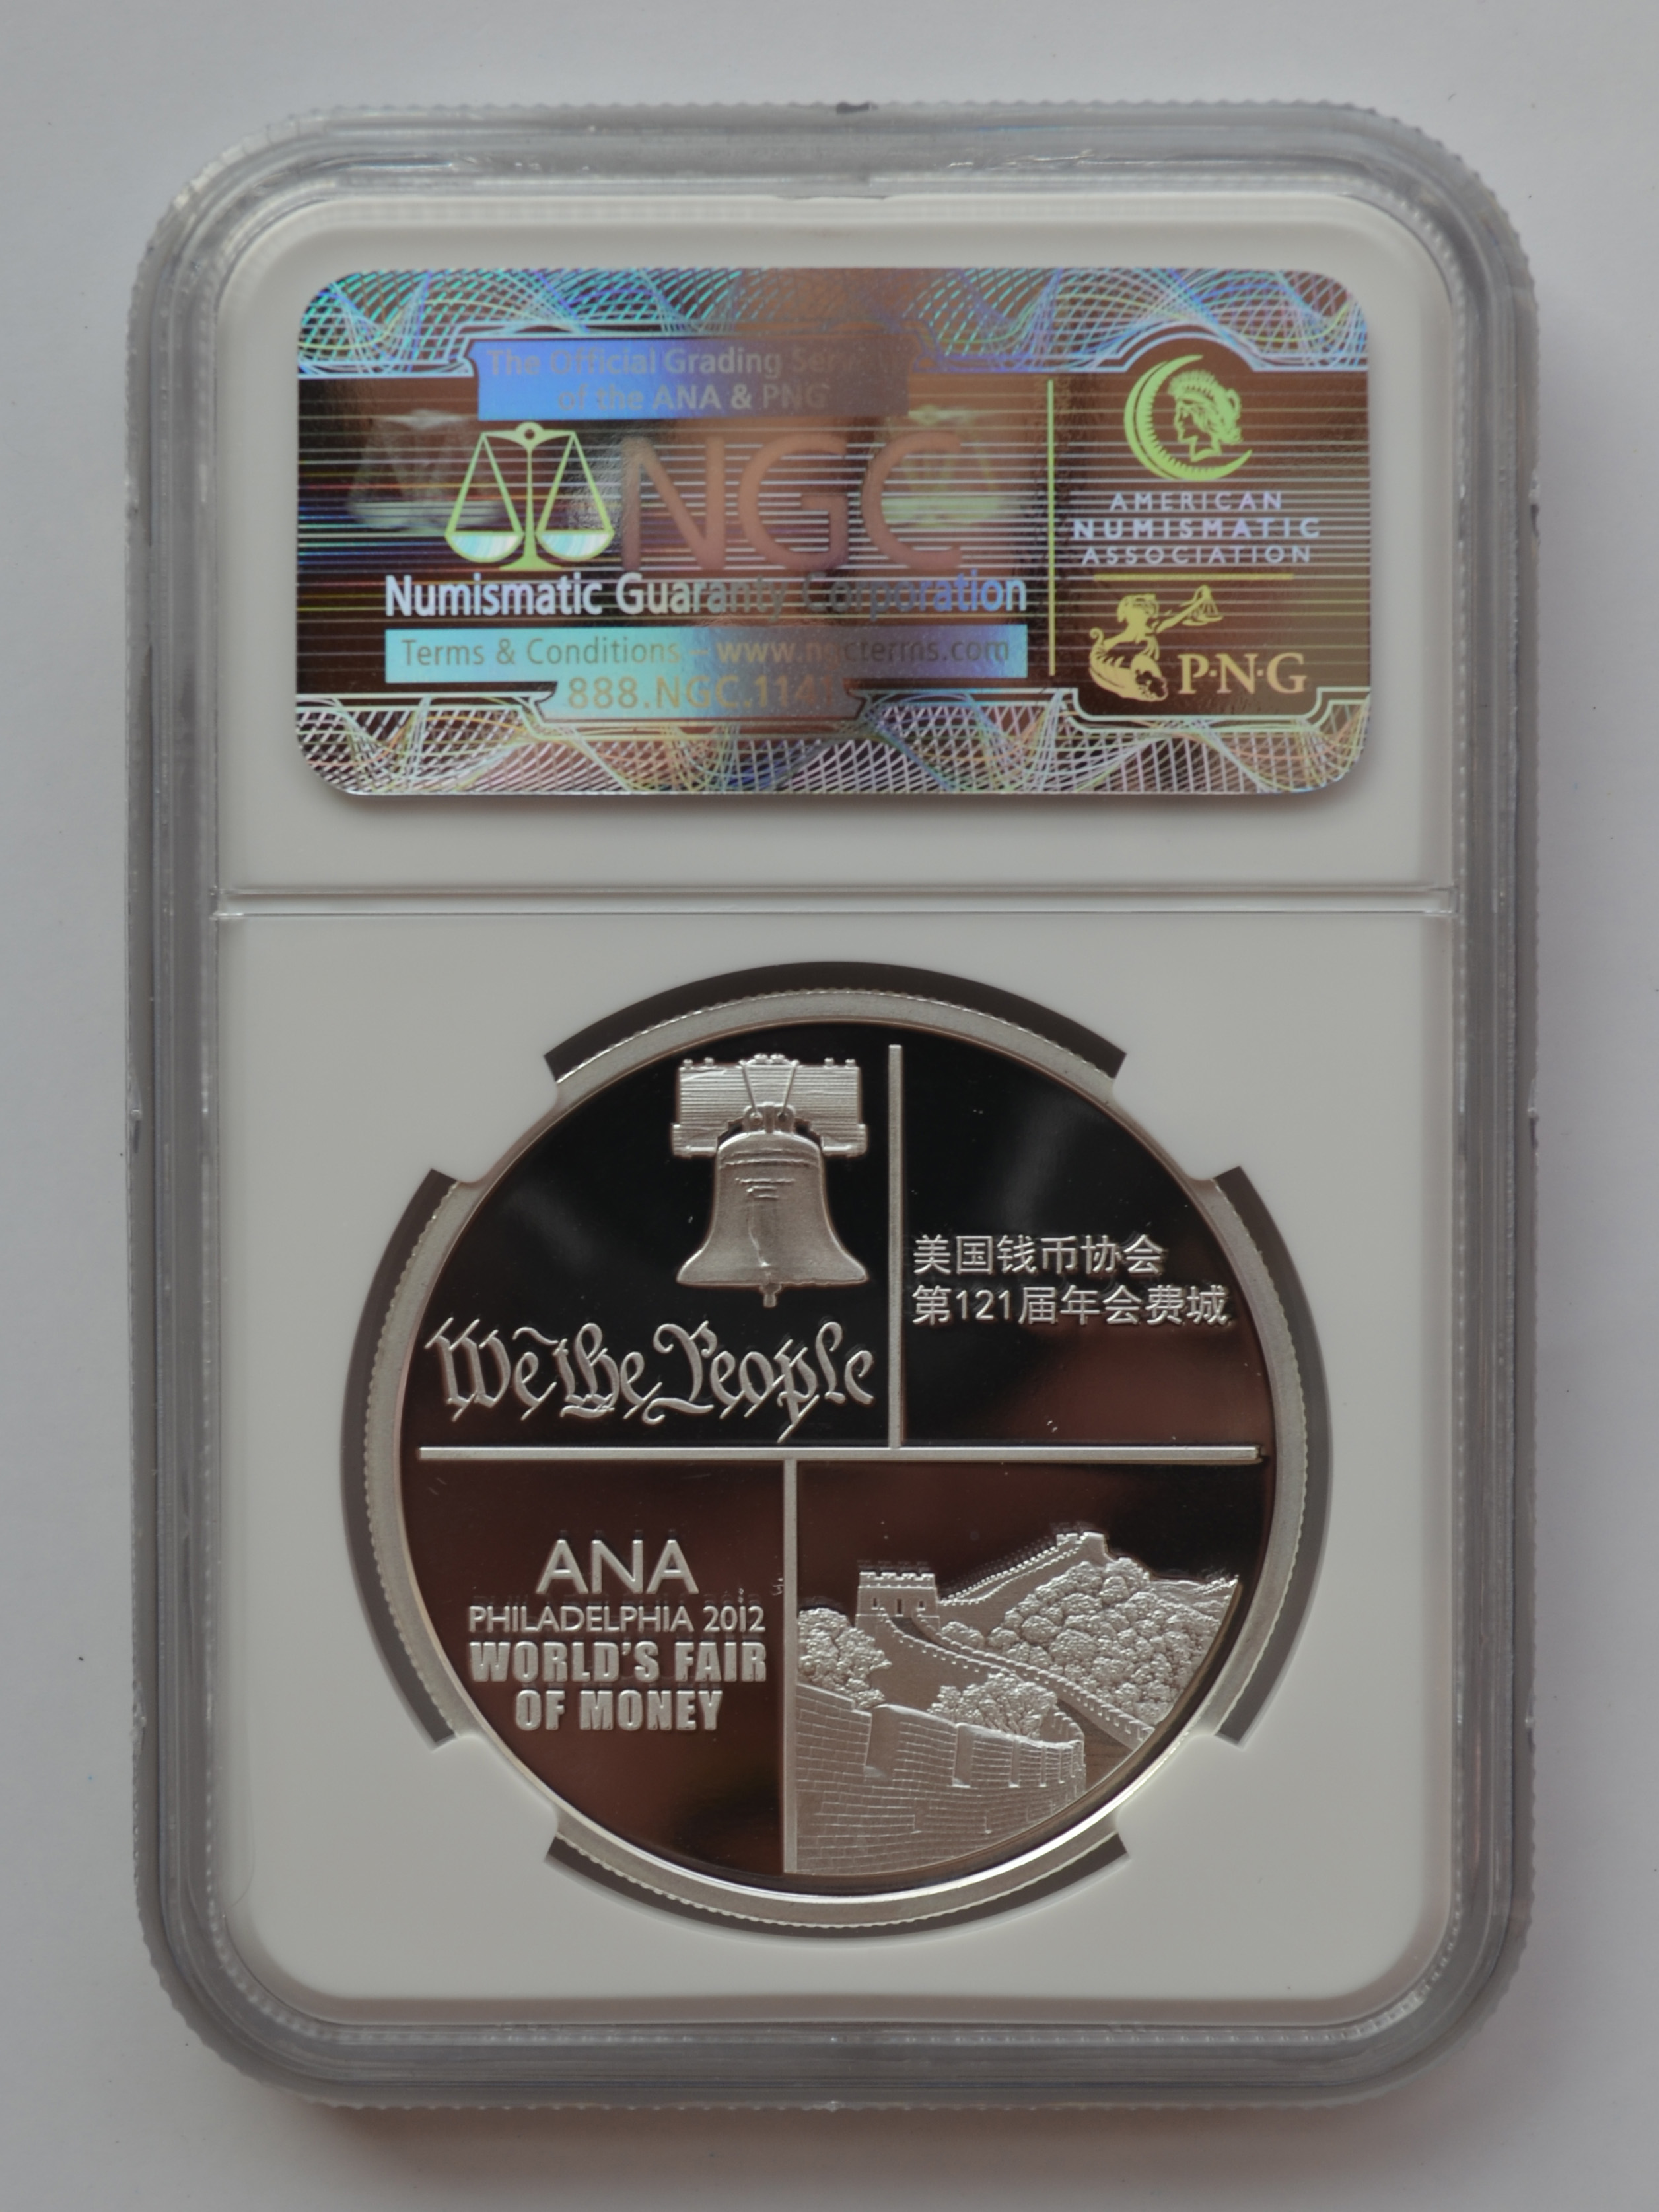 The Official Grading Service
of the ANA & PNG
NGC
Numismatic Guaranty Corporation
Terms & Conditions – www.ngcterms.com
888.NGC.1141
AMERICAN
NUMISMATIC
ASSOCIATION
P·N·G
We the People
美国钱币协会
第121届年会费城
ANA
PHILADELPHIA 2012
WORLD'S FAIR
OF MONEY